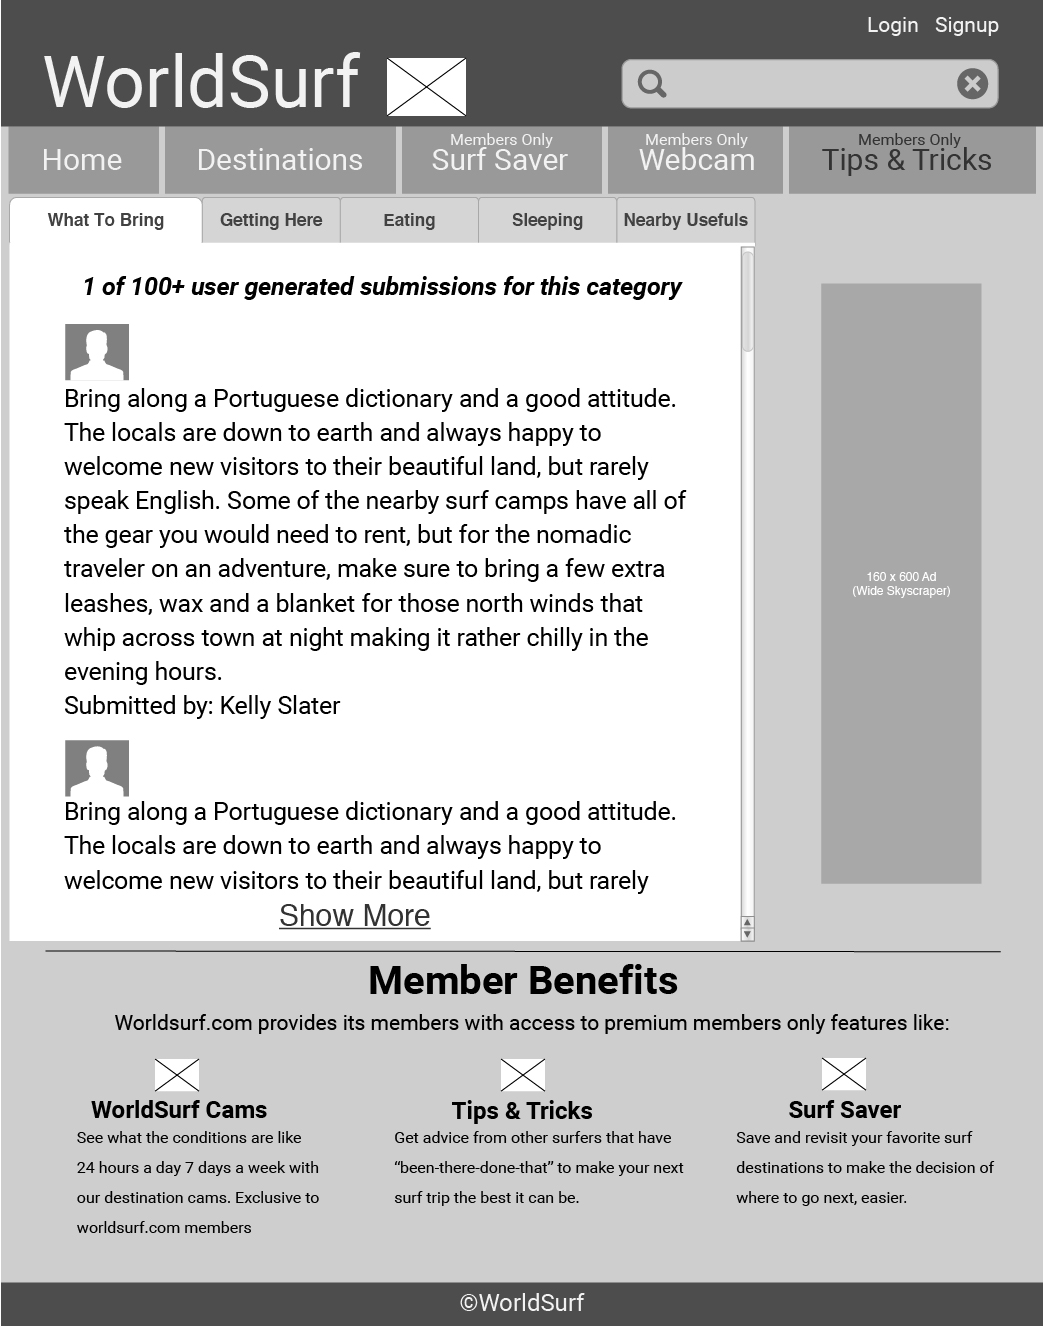 Login Signup
WorldSurf
Home
Destinations
Members Only
Surf Saver
Members Only
Webcam
Members Only
Tips & Tricks
What To Bring
Getting Here
Eating
Sleeping
Nearby Usefuls
1 of 100+ user generated submissions for this category
Bring along a Portuguese dictionary and a good attitude.
The locals are down to earth and always happy to
welcome new visitors to their beautiful land, but rarely
speak English. Some of the nearby surf camps have all of
the gear you would need to rent, but for the nomadic
traveler on an adventure, make sure to bring a few extra
leashes, wax and a blanket for those north winds that
whip across town at night making it rather chilly in the
evening hours.
Submitted by: Kelly Slater
Bring along a Portuguese dictionary and a good attitude.
The locals are down to earth and always happy to
welcome new visitors to their beautiful land, but rarely
Show More
160 x 600 Ad
(Wide Skyscraper)
Member Benefits
Worldsurf.com provides its members with access to premium members only features like:
WorldSurf Cams
See what the conditions are like
24 hours a day 7 days a week with
our destination cams. Exclusive to
worldsurf.com members
Tips & Tricks
Get advice from other surfers that have
“been-there-done-that” to make your next
surf trip the best it can be.
Surf Saver
Save and revisit your favorite surf
destinations to make the decision of
where to go next, easier.
©WorldSurf